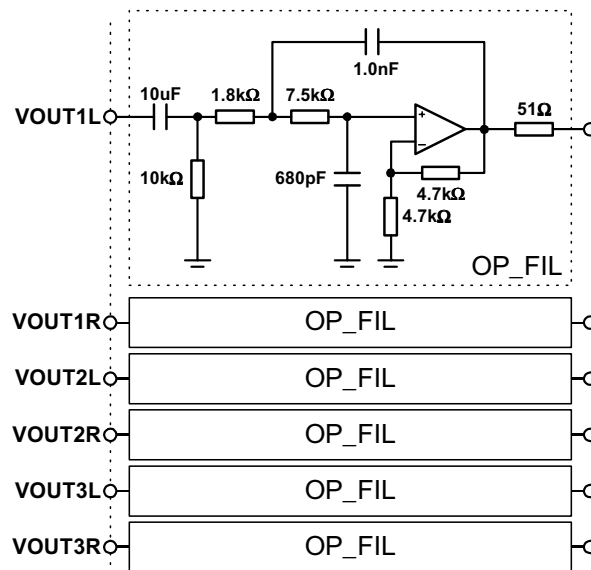 1.0nF
10uF
1.8kΩ
7.5kΩ
VOUT1L
+
−
51Ω
10kΩ
680pF
4.7kΩ
4.7kΩ
OP_FIL
VOUT1R OP_FIL
VOUT2L OP_FIL
VOUT2R OP_FIL
VOUT3L OP_FIL
VOUT3R OP_FIL